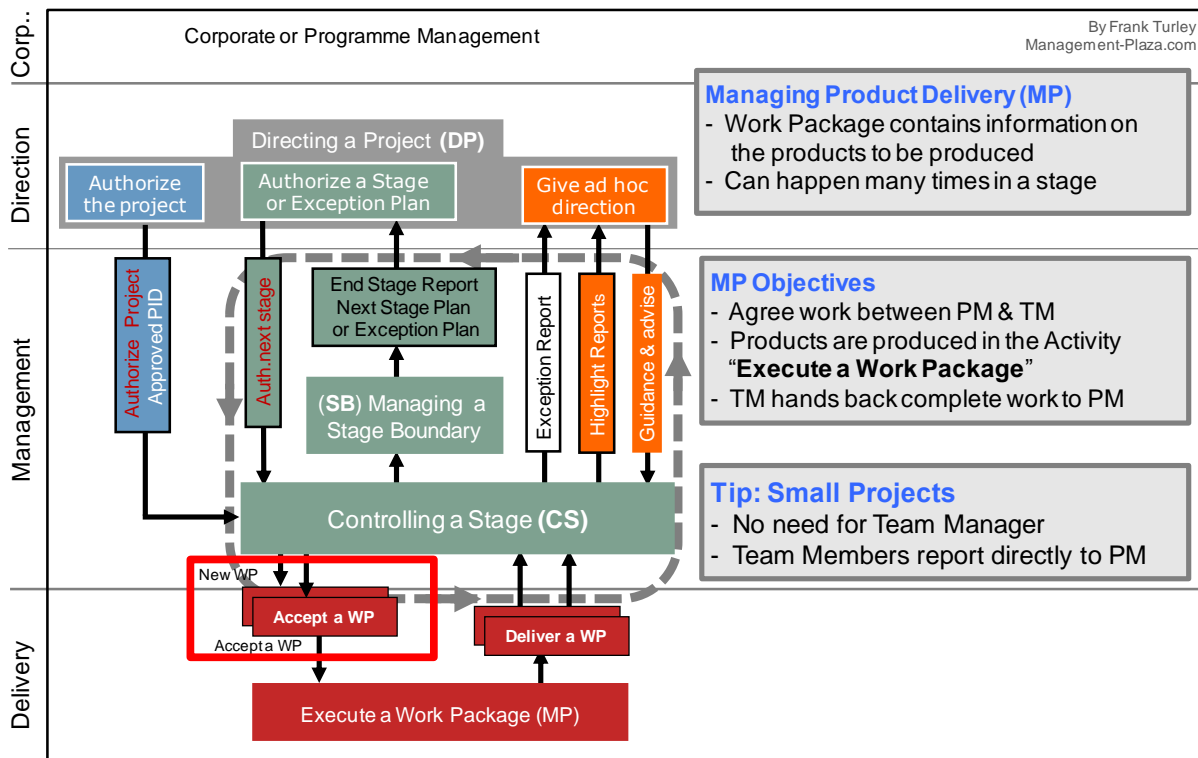 Corp..
Corporate or Programme Management
By Frank Turley
Management-Plaza.com
Direction
Directing a Project (DP)
Authorize
the project
Authorize a Stage
or Exception Plan
Give ad hoc
direction
Managing Product Delivery (MP)
- Work Package contains information on
the products to be produced
- Can happen many times in a stage
Management
Authorize Project
Approved PID
Auth.next stage
End Stage Report
Next Stage Plan
or Exception Plan
(SB) Managing a
Stage Boundary
Exception Report
Highlight Reports
Guidance & advise
Controlling a Stage (CS)
MP Objectives
- Agree work between PM & TM
- Products are produced in the Activity
“Execute a Work Package”
- TM hands back complete work to PM
Tip: Small Projects
- No need for Team Manager
- Team Members report directly to PM
Delivery
New WP
Accept a WP
Accept a WP
Deliver a WP
Execute a Work Package (MP)